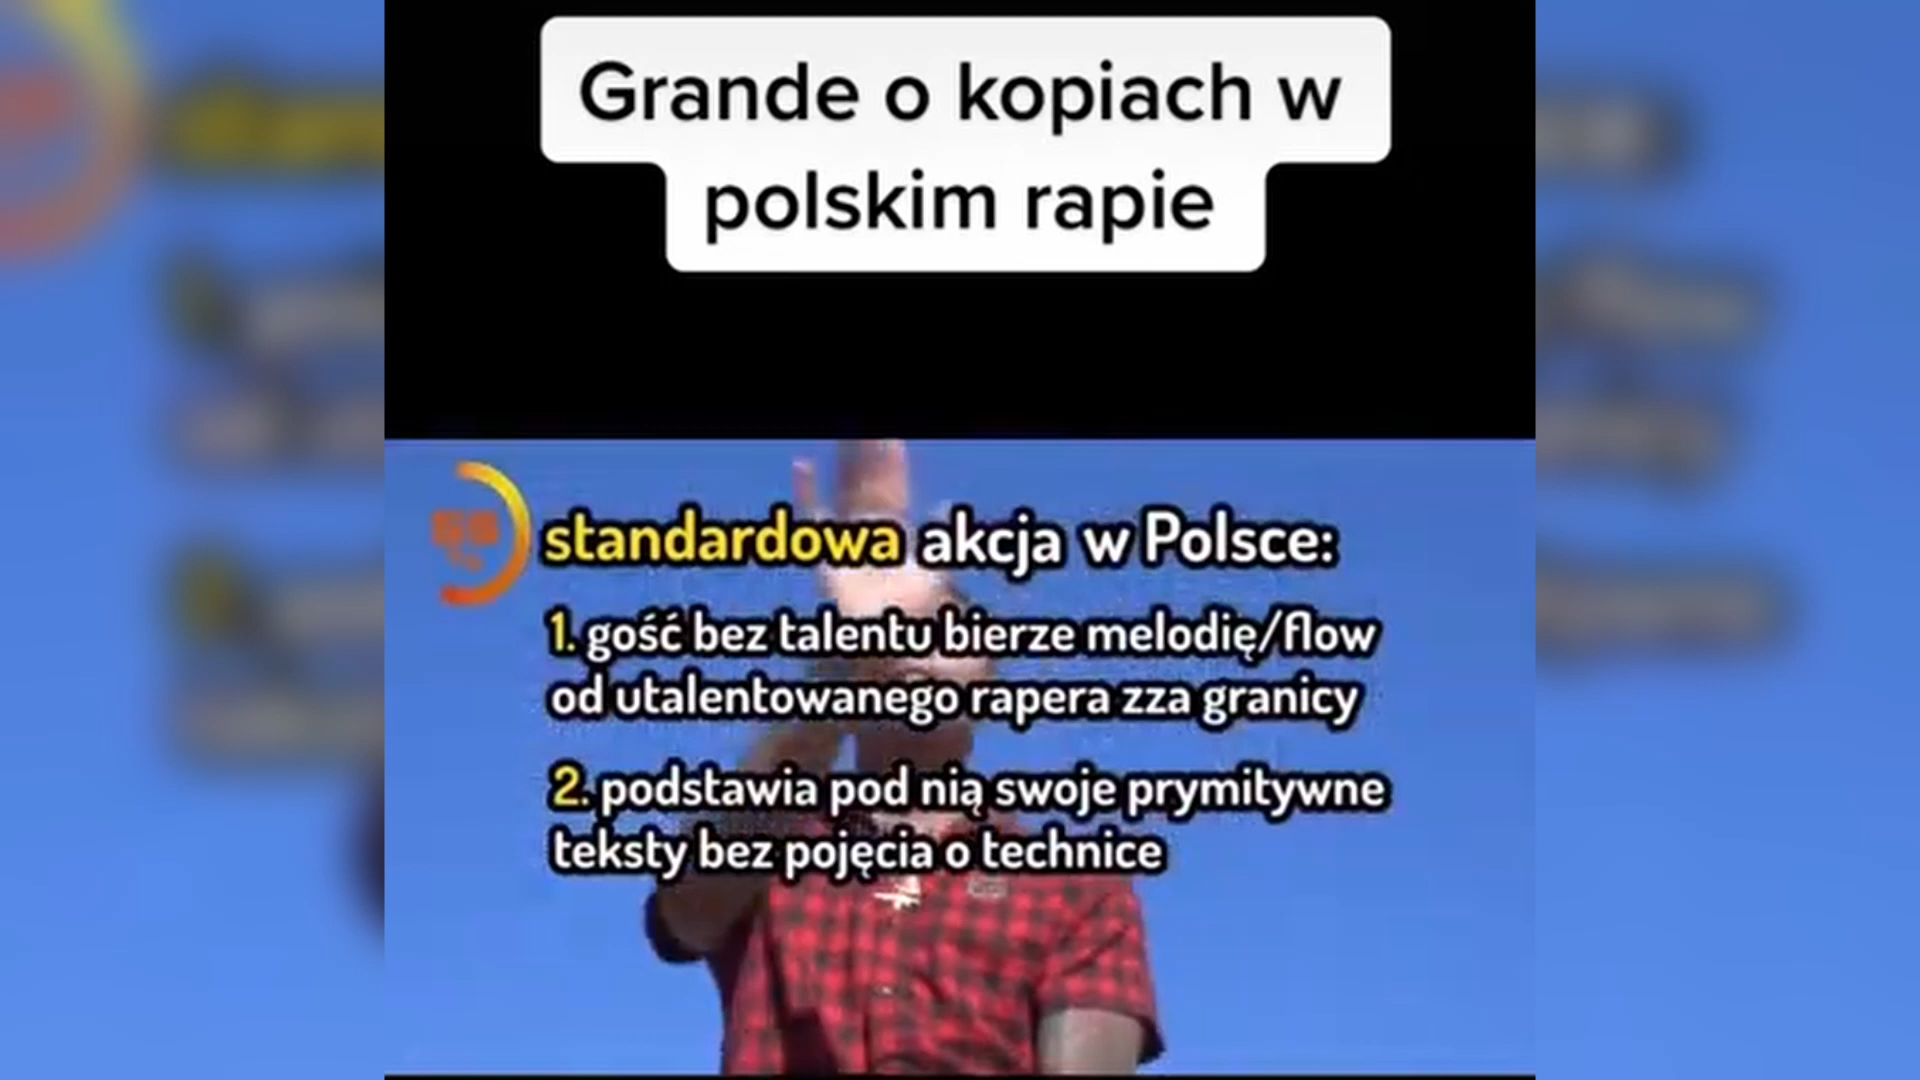 Grande o kopiach w
polskim rapie
standardowa akcja w Polsce:
1. gość bez talentu bierze melodię/flow
od utalentowanego rapera zza granicy
2. podstawia pod nią swoje prymitywne
teksty bez pojęcia o technice